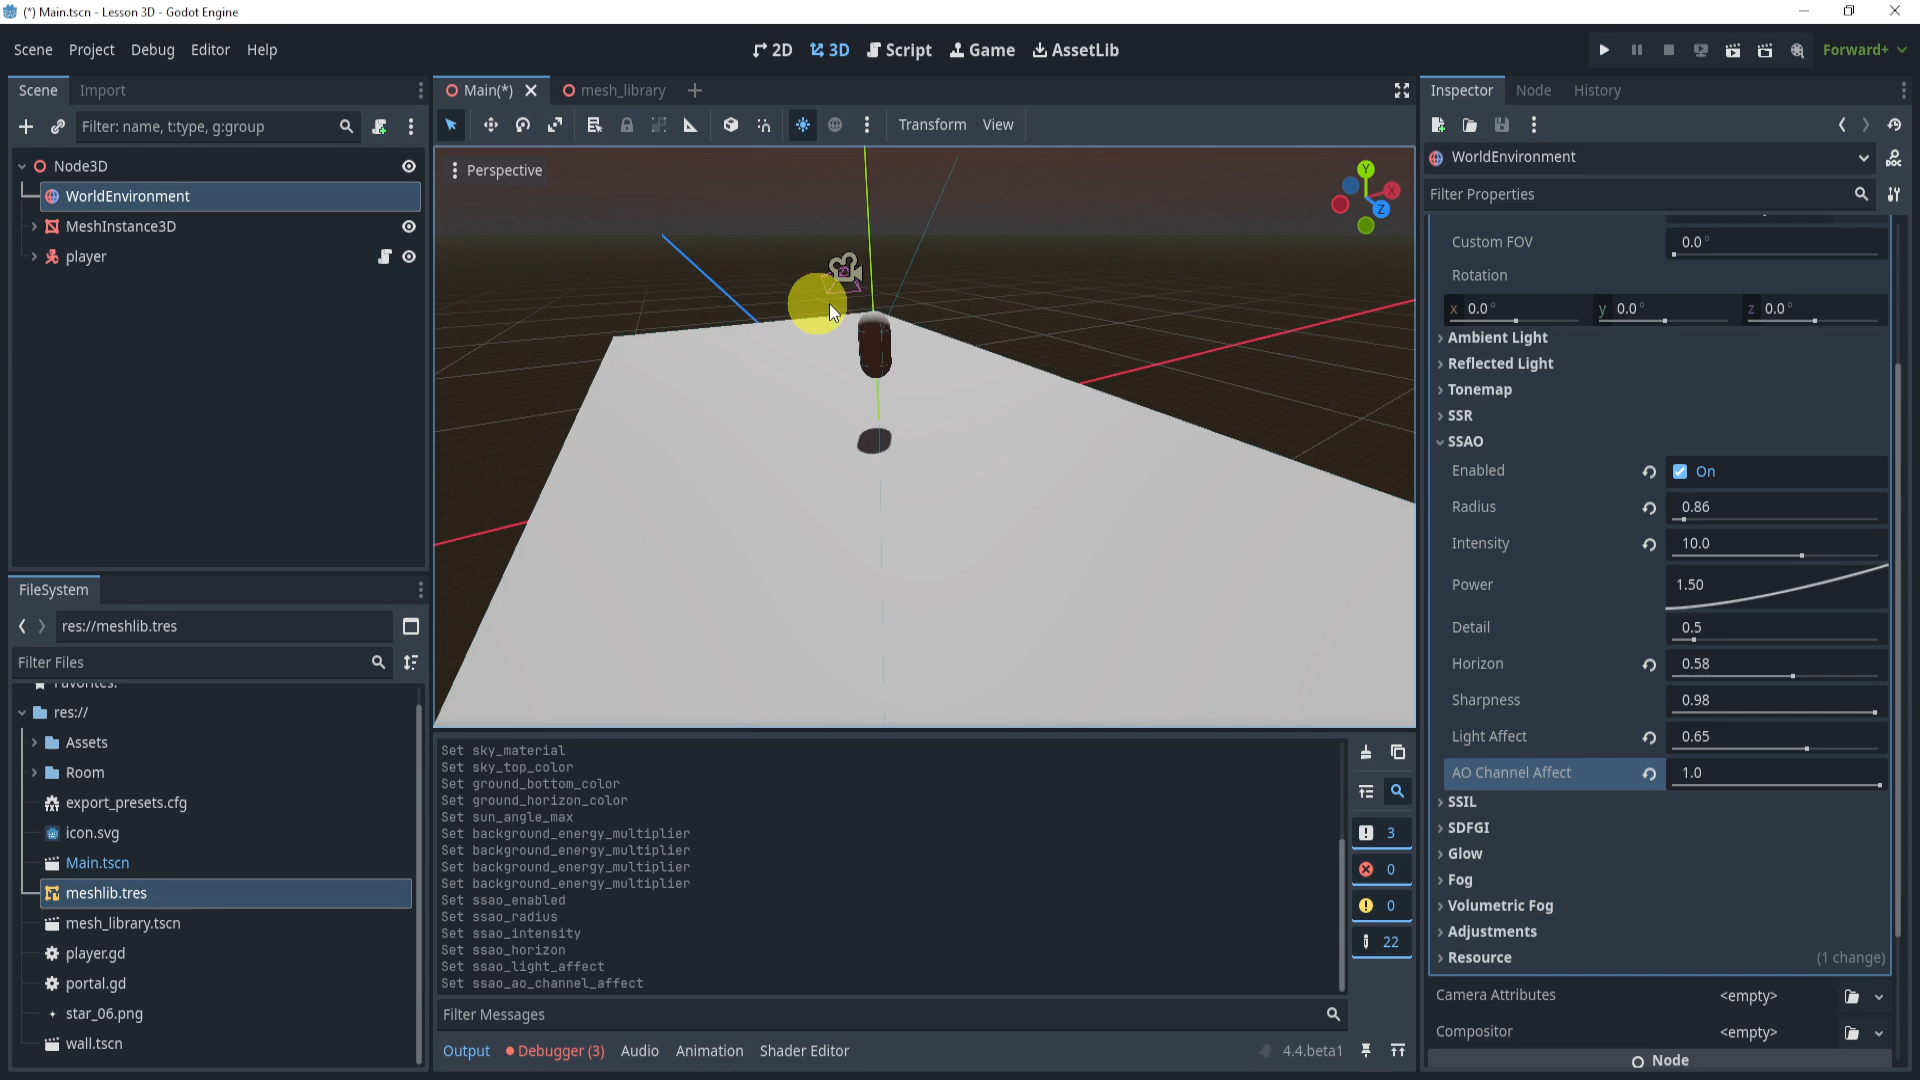 (*) Main.tscn - Lesson 3D - Godot Engine
Scene Project Debug Editor Help
2D 3D Script Game AssetLib
Forward+
Scene Import
Filter: name, t:type, g:group
Node3D
WorldEnvironment
MeshInstance3D
player
FileSystem
res://meshlib.tres
Filter Files
Favorites:
res://
Assets
Room
export_presets.cfg
icon.svg
Main.tscn
meshlib.tres
mesh_library.tscn
player.gd
portal.gd
star_06.png
wall.tscn
Main(*) mesh_library
Transform View
Perspective
Y
X
Z
Set sky_material
Set sky_top_color
Set ground_bottom_color
Set ground_horizon_color
Set sun_angle_max
Set background_energy_multiplier
Set background_energy_multiplier
Set background_energy_multiplier
Set background_energy_multiplier
Set ssao_enabled
Set ssao_radius
Set ssao_intensity
Set ssao_horizon
Set ssao_light_affect
Set ssao_ao_channel_affect
3
0
0
22
Filter Messages
Output Debugger (3) Audio Animation Shader Editor 4.4.beta1
Inspector Node History
WorldEnvironment
Filter Properties
Custom FOV 0.0 °
Rotation
x 0.0 ° y 0.0 ° z 0.0 °
Ambient Light
Reflected Light
Tonemap
SSR
SSAO
Enabled On
Radius 0.86
Intensity 10.0
Power 1.50
Detail 0.5
Horizon 0.58
Sharpness 0.98
Light Affect 0.65
AO Channel Affect 1.0
SSIL
SDFGI
Glow
Fog
Volumetric Fog
Adjustments
Resource (1 change)
Camera Attributes <empty>
Compositor <empty>
Node